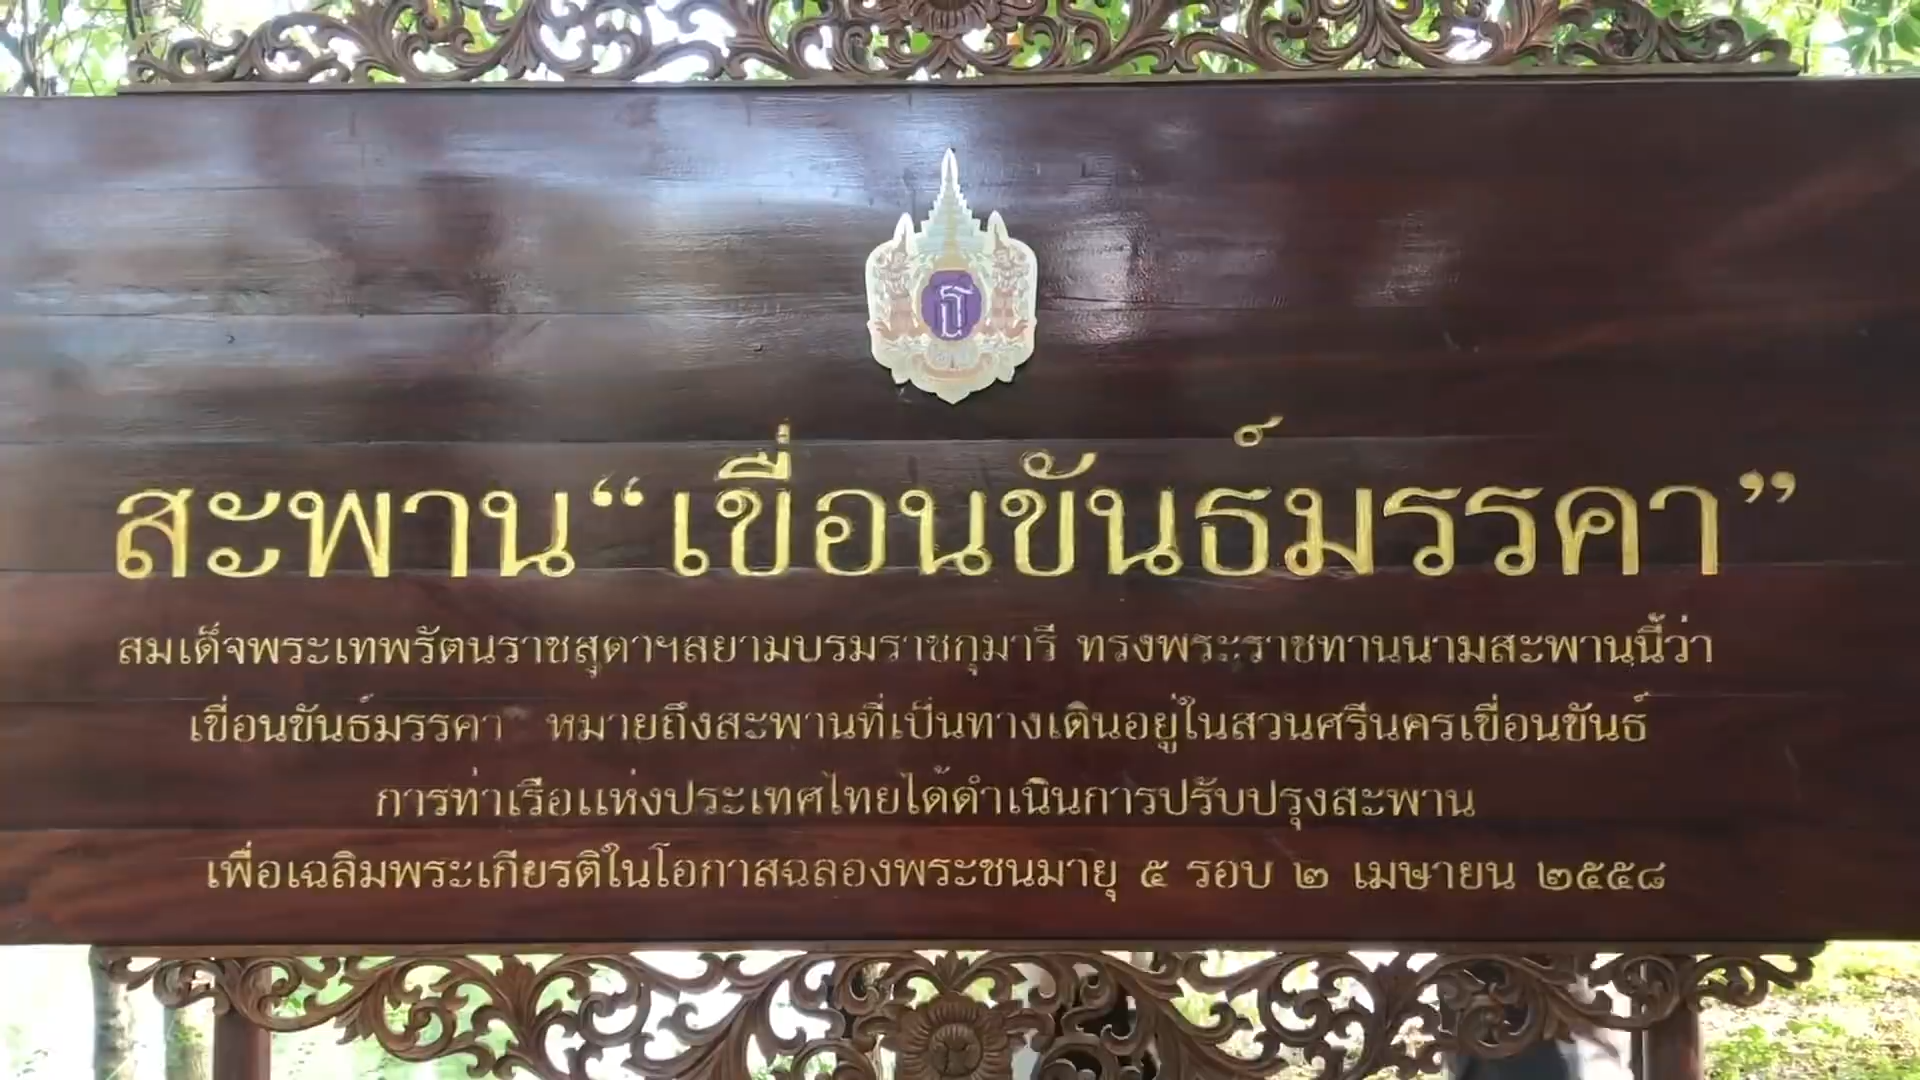 ธ
สะพาน “เขื่อนขันธ์มรรคา”
สมเด็จพระเทพรัตนราชสุดาฯสยามบรมราชกุมารี ทรงพระราชทานนามสะพานนี้ว่า
เขื่อนขันธ์มรรคา หมายถึงสะพานที่เป็นทางเดินอยู่ในสวนศรีนครเขื่อนขันธ์
การท่าเรือแห่งประเทศไทยได้ดำเนินการปรับปรุงสะพาน
เพื่อเฉลิมพระเกียรติในโอกาสฉลองพระชนมายุ ๕ รอบ ๒ เมษายน ๒๕๕๘